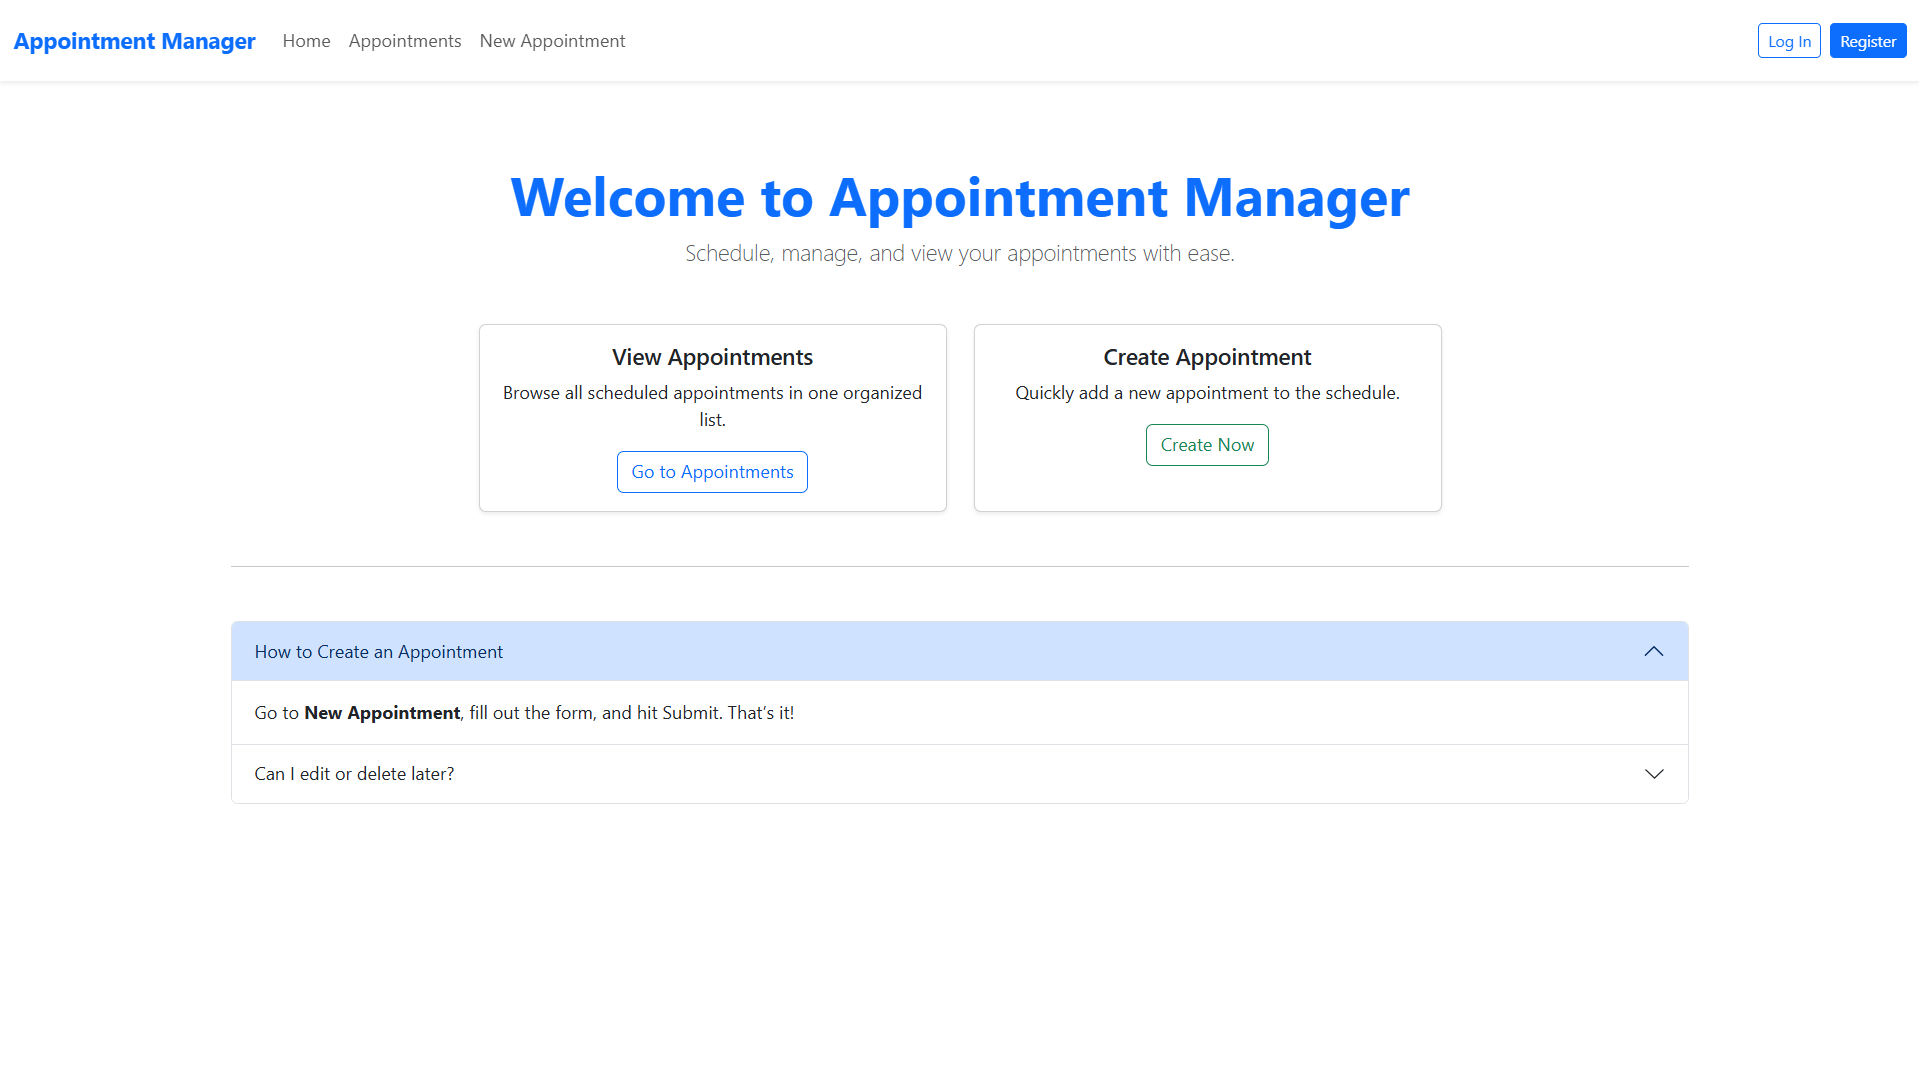 Appointment Manager Home Appointments New Appointment Log In Register
Welcome to Appointment Manager
Schedule, manage, and view your appointments with ease.
View Appointments
Browse all scheduled appointments in one organized
list.
Go to Appointments
Create Appointment
Quickly add a new appointment to the schedule.
Create Now
How to Create an Appointment
Go to New Appointment, fill out the form, and hit Submit. That’s it!
Can I edit or delete later?